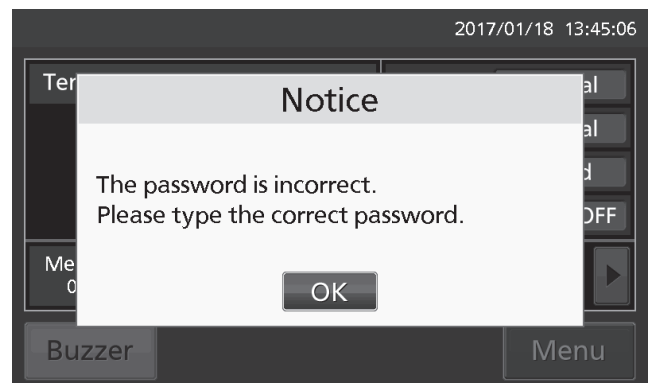 2017/01/18 13:45:06
Notice
The password is incorrect.
Please type the correct password.
OK
Buzzer
Menu